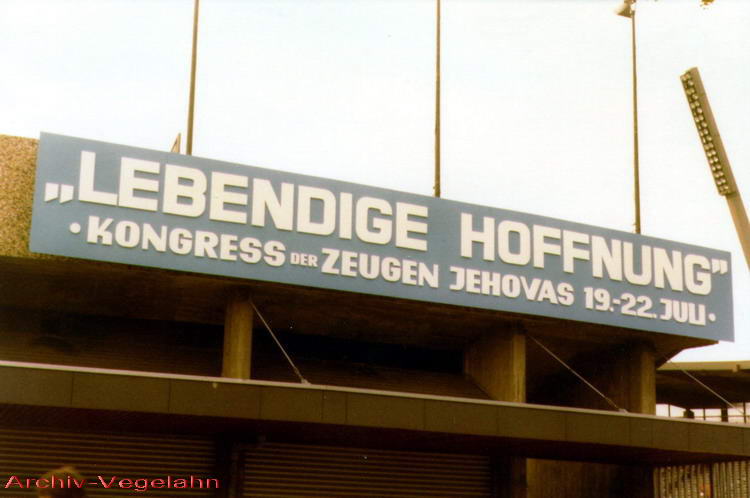 „LEBENDIGE HOFFNUNG”
• KONGRESS DER ZEUGEN JEHOVAS 19.-22. JULI •
Archiv-Vegelahn